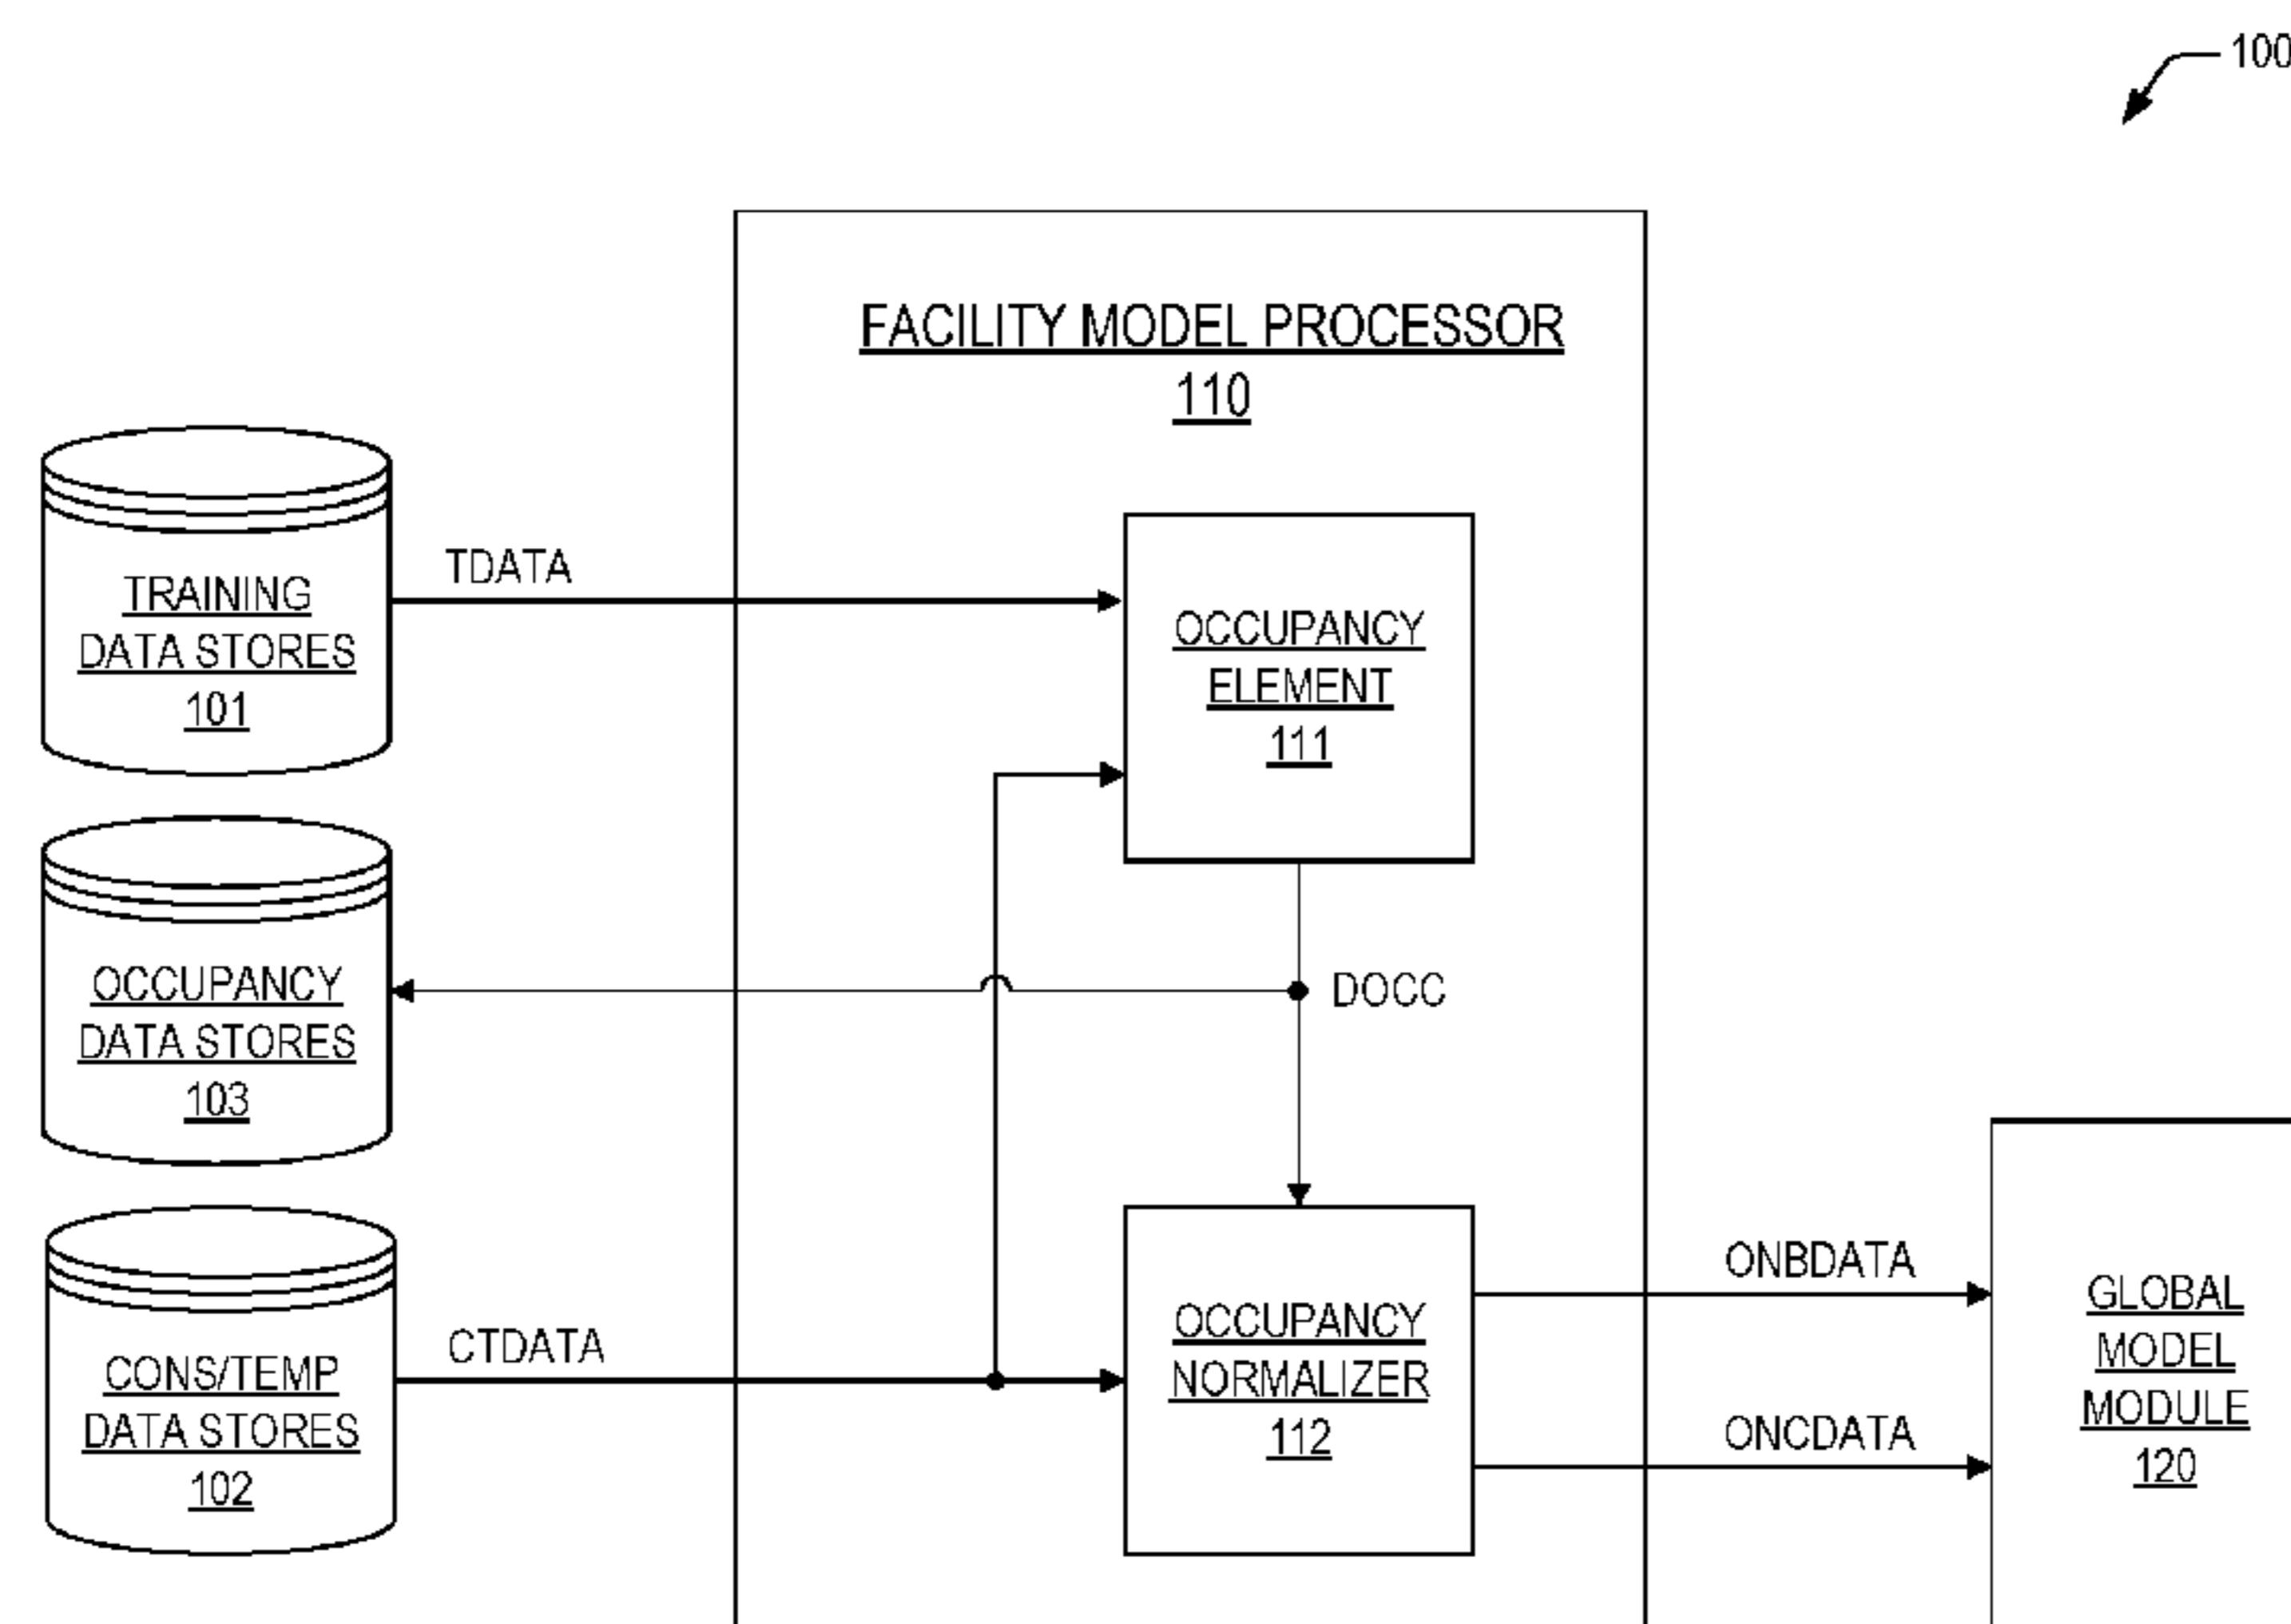 100
FACILITY MODEL PROCESSOR
110
TRAINING
DATA STORES
101
TDATA
OCCUPANCY
ELEMENT
111
OCCUPANCY
DATA STORES
103
DOCC
CONS/TEMP
DATA STORES
102
CTDATA
OCCUPANCY
NORMALIZER
112
ONBDATA
ONCDATA
GLOBAL
MODEL
MODULE
120